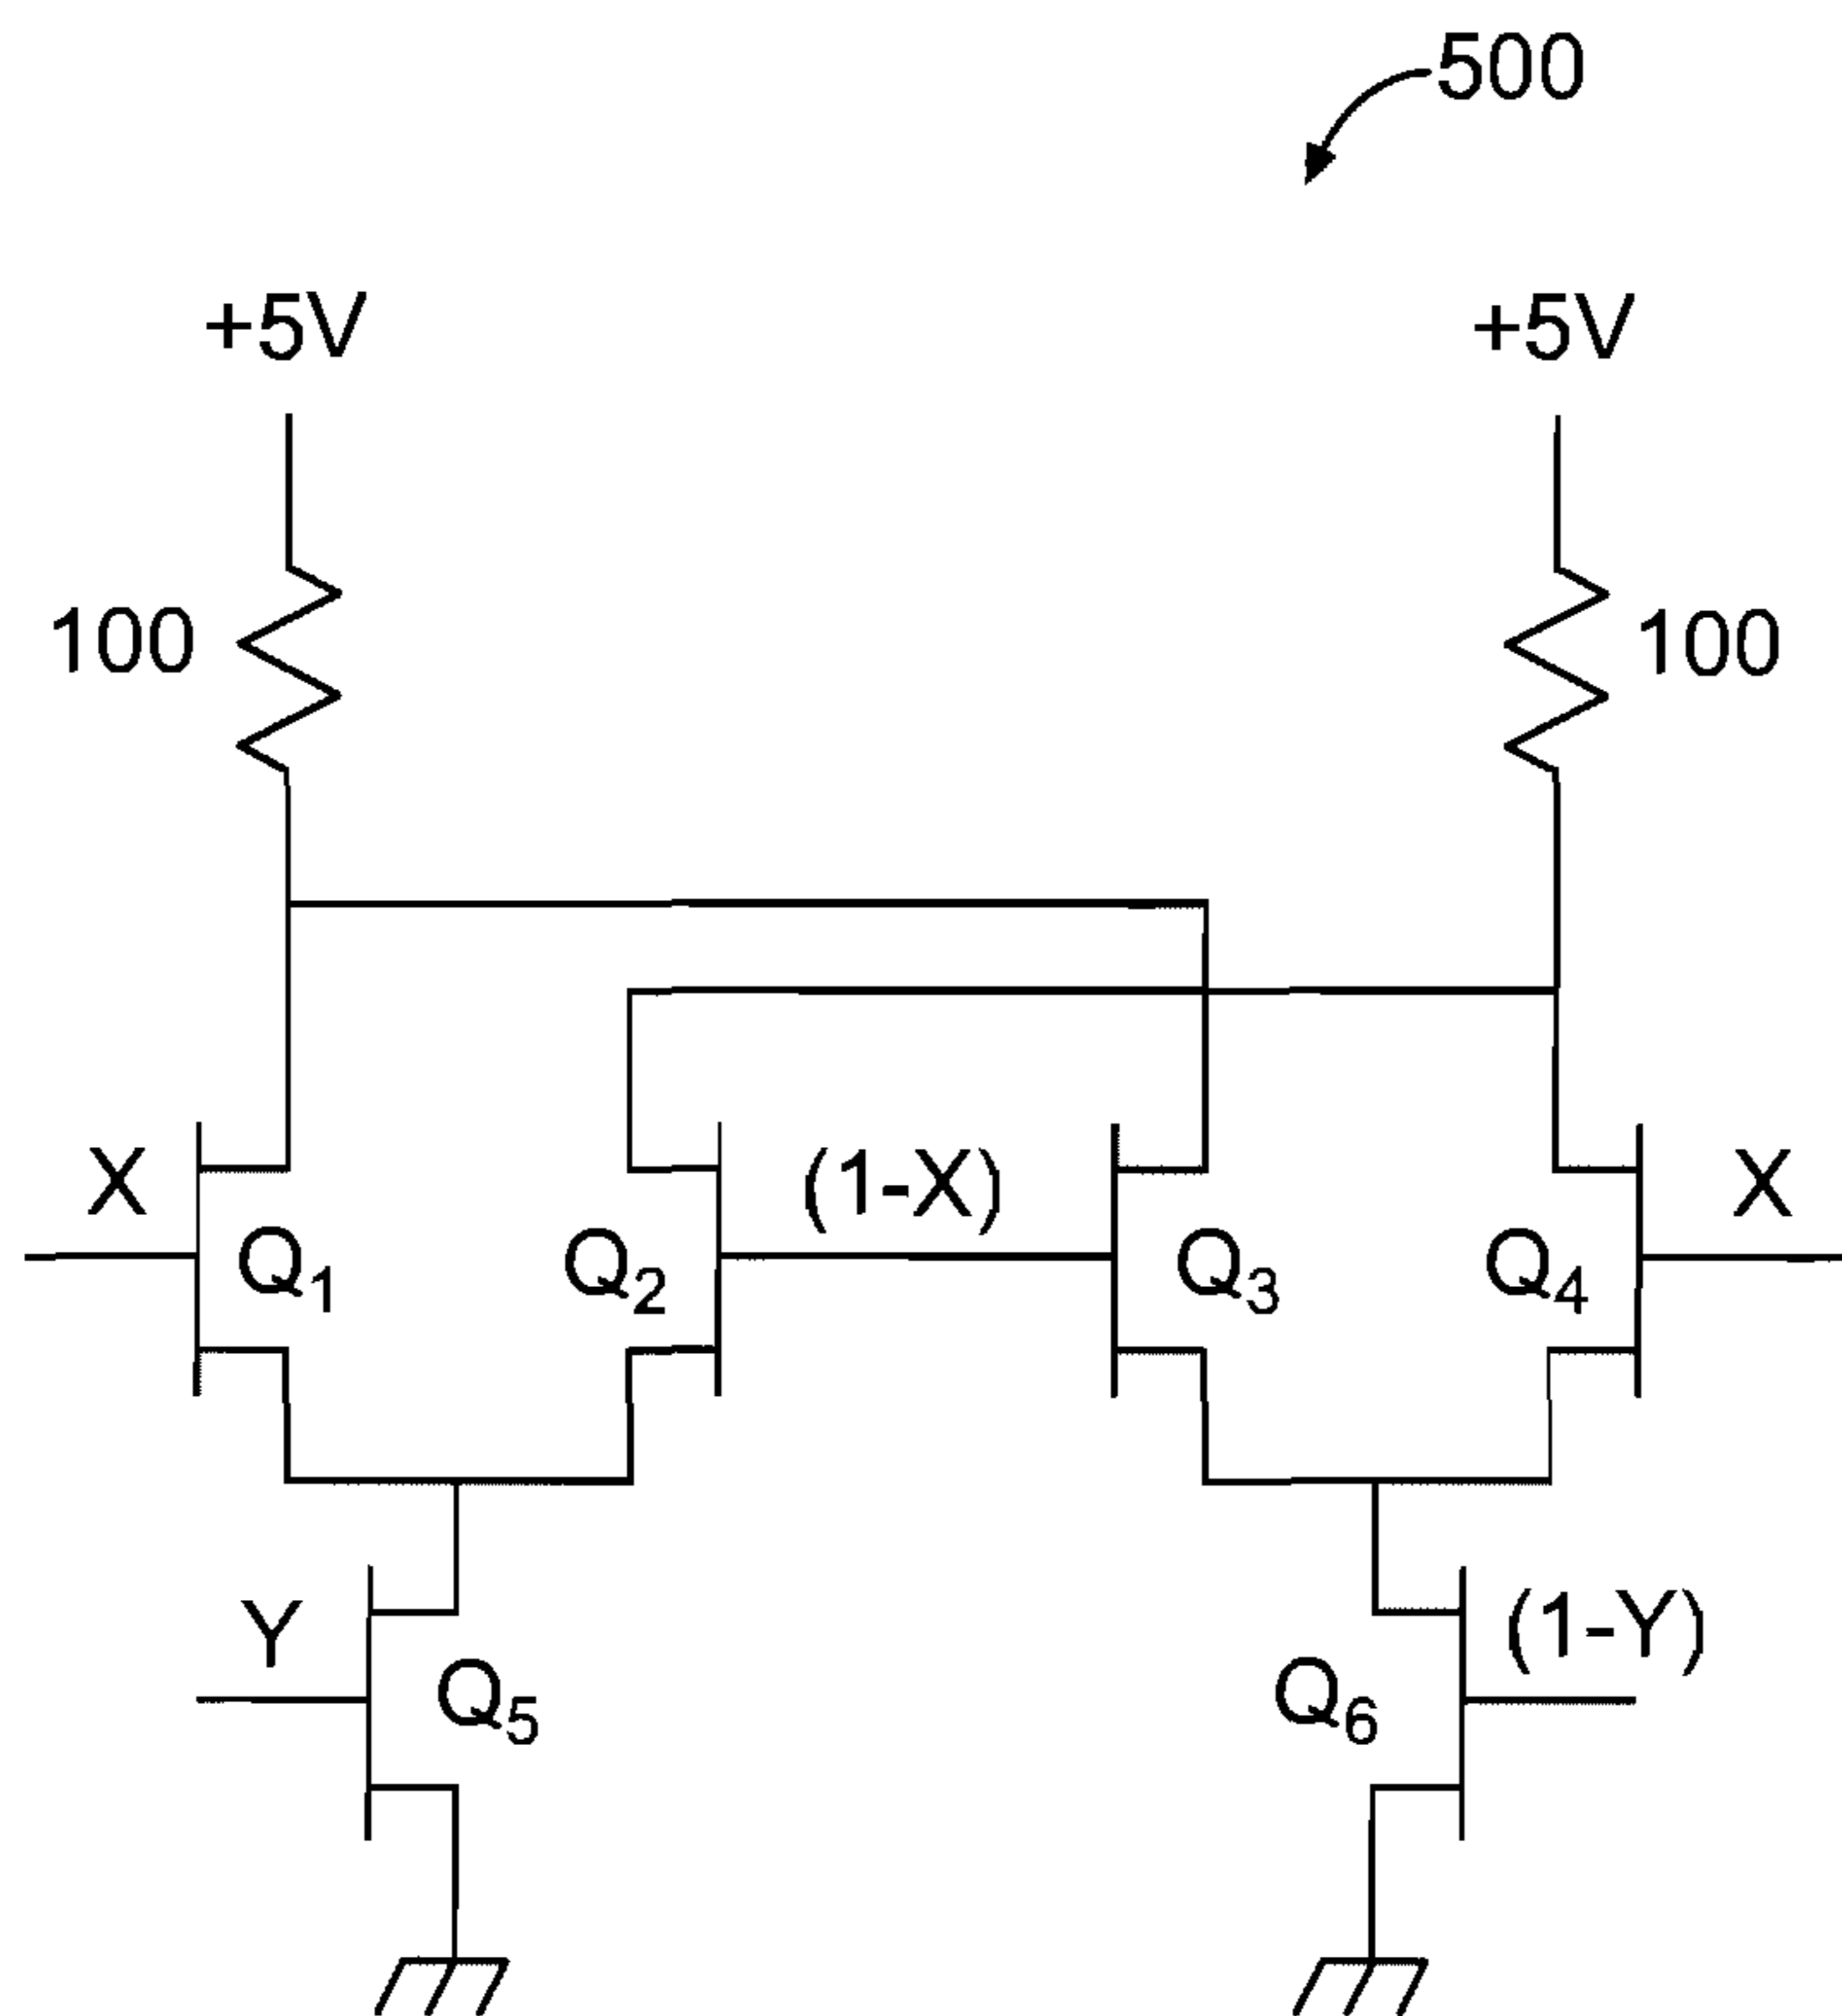 500
+5V +5V
100 100
X (1-X) X
Q1 Q2 Q3 Q4
Y (1-Y)
Q5 Q6